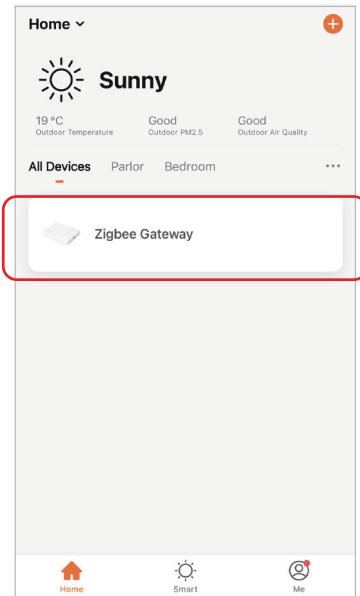 Home
Sunny
19 °C Good Good
Outdoor Temperature Outdoor PM2.5 Outdoor Air Quality
All Devices Parlor Bedroom ...
Zigbee Gateway
Home Smart Me